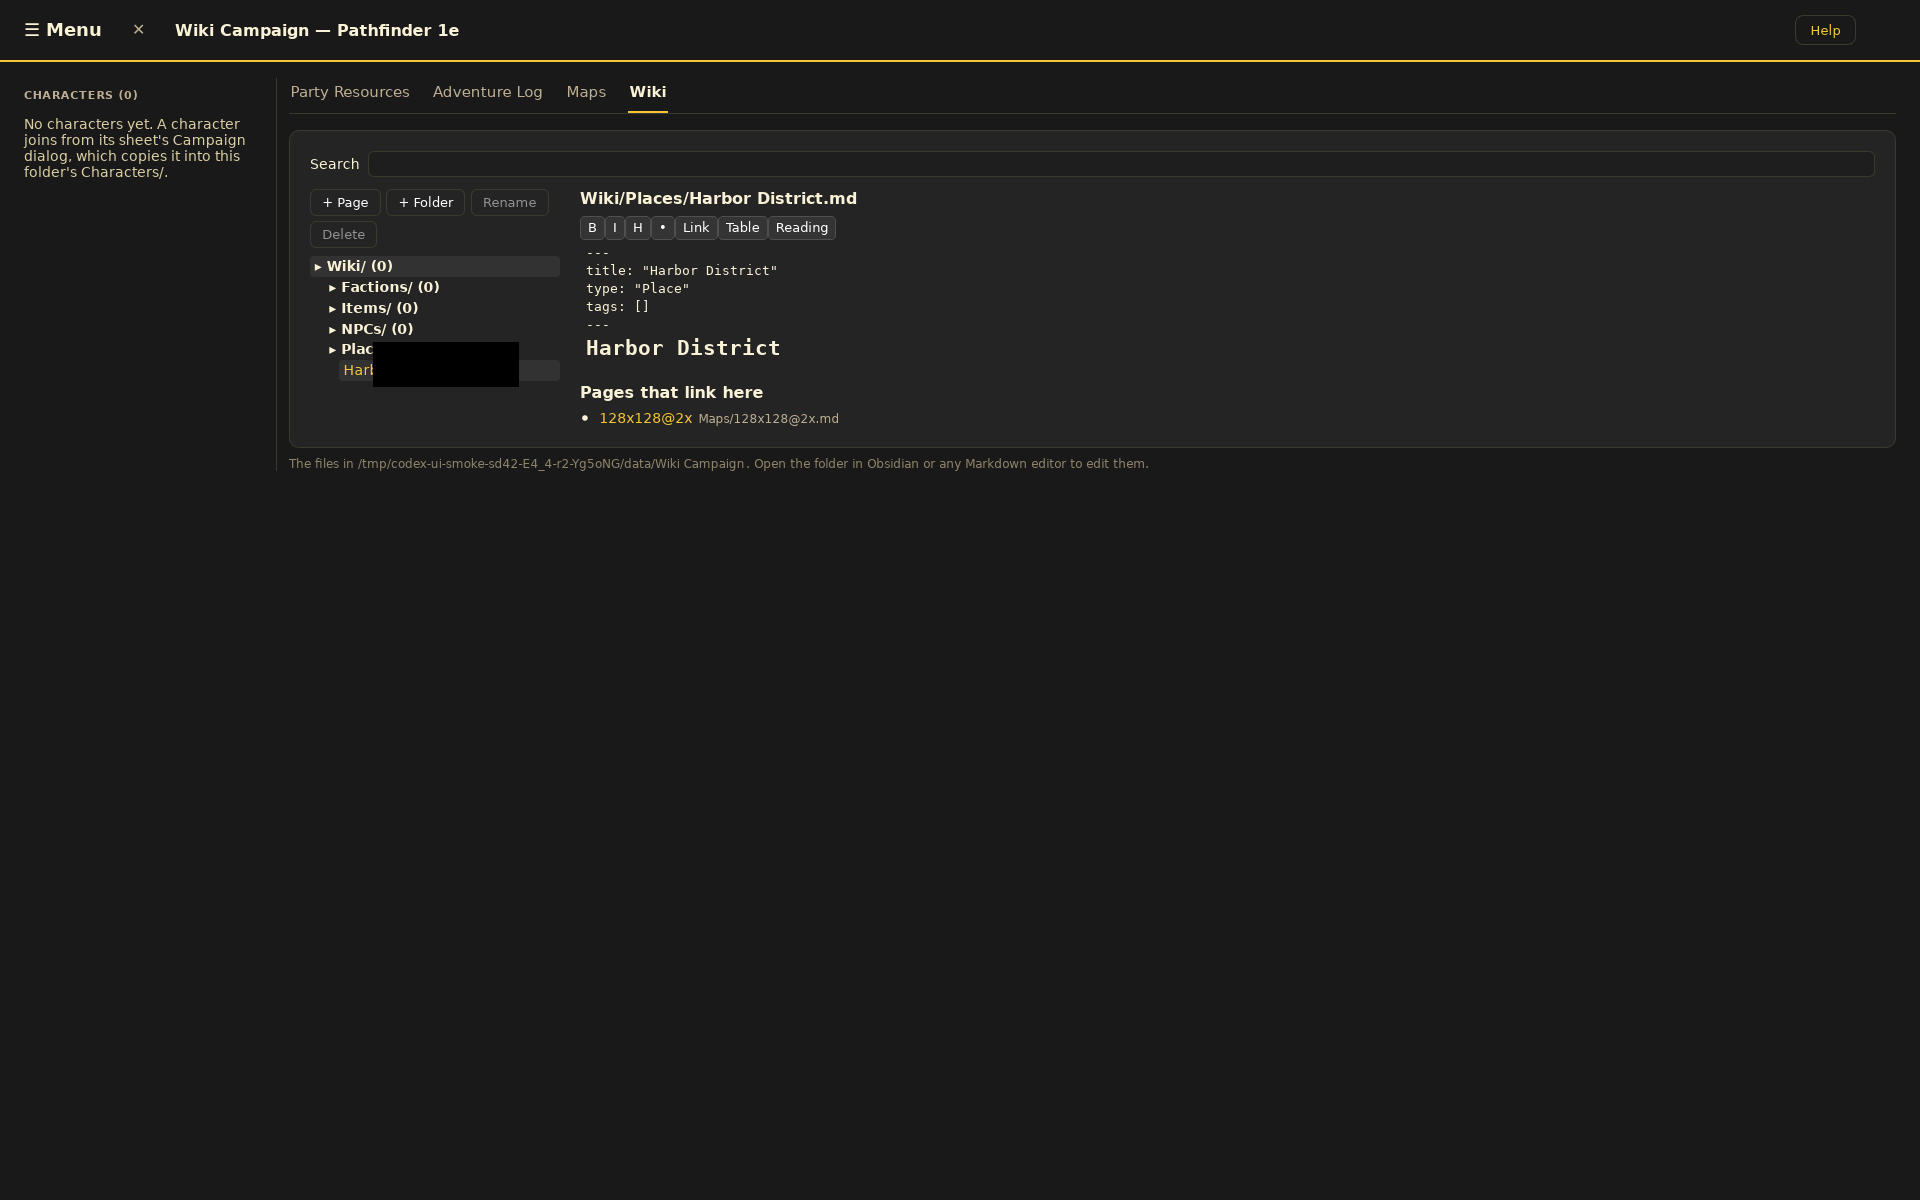 ☰ Menu
✕
Wiki Campaign — Pathfinder 1e
Help
CHARACTERS (0)
No characters yet. A character
joins from its sheet's Campaign
dialog, which copies it into this
folder's Characters/.
Party Resources
Adventure Log
Maps
Wiki
Search
+ Page
+ Folder
Rename
Delete
▸ Wiki/ (0)
▸ Factions/ (0)
▸ Items/ (0)
▸ NPCs/ (0)
Wiki/Places/Harbor District.md
B I H • Link Table Reading
---
title: "Harbor District"
type: "Place"
tags: []
---
Harbor District
Pages that link here
• 128x128@2x Maps/128x128@2x.md
The files in /tmp/codex-ui-smoke-sd42-E4_4-r2-Yg5oNG/data/Wiki Campaign. Open the folder in Obsidian or any Markdown editor to edit them.